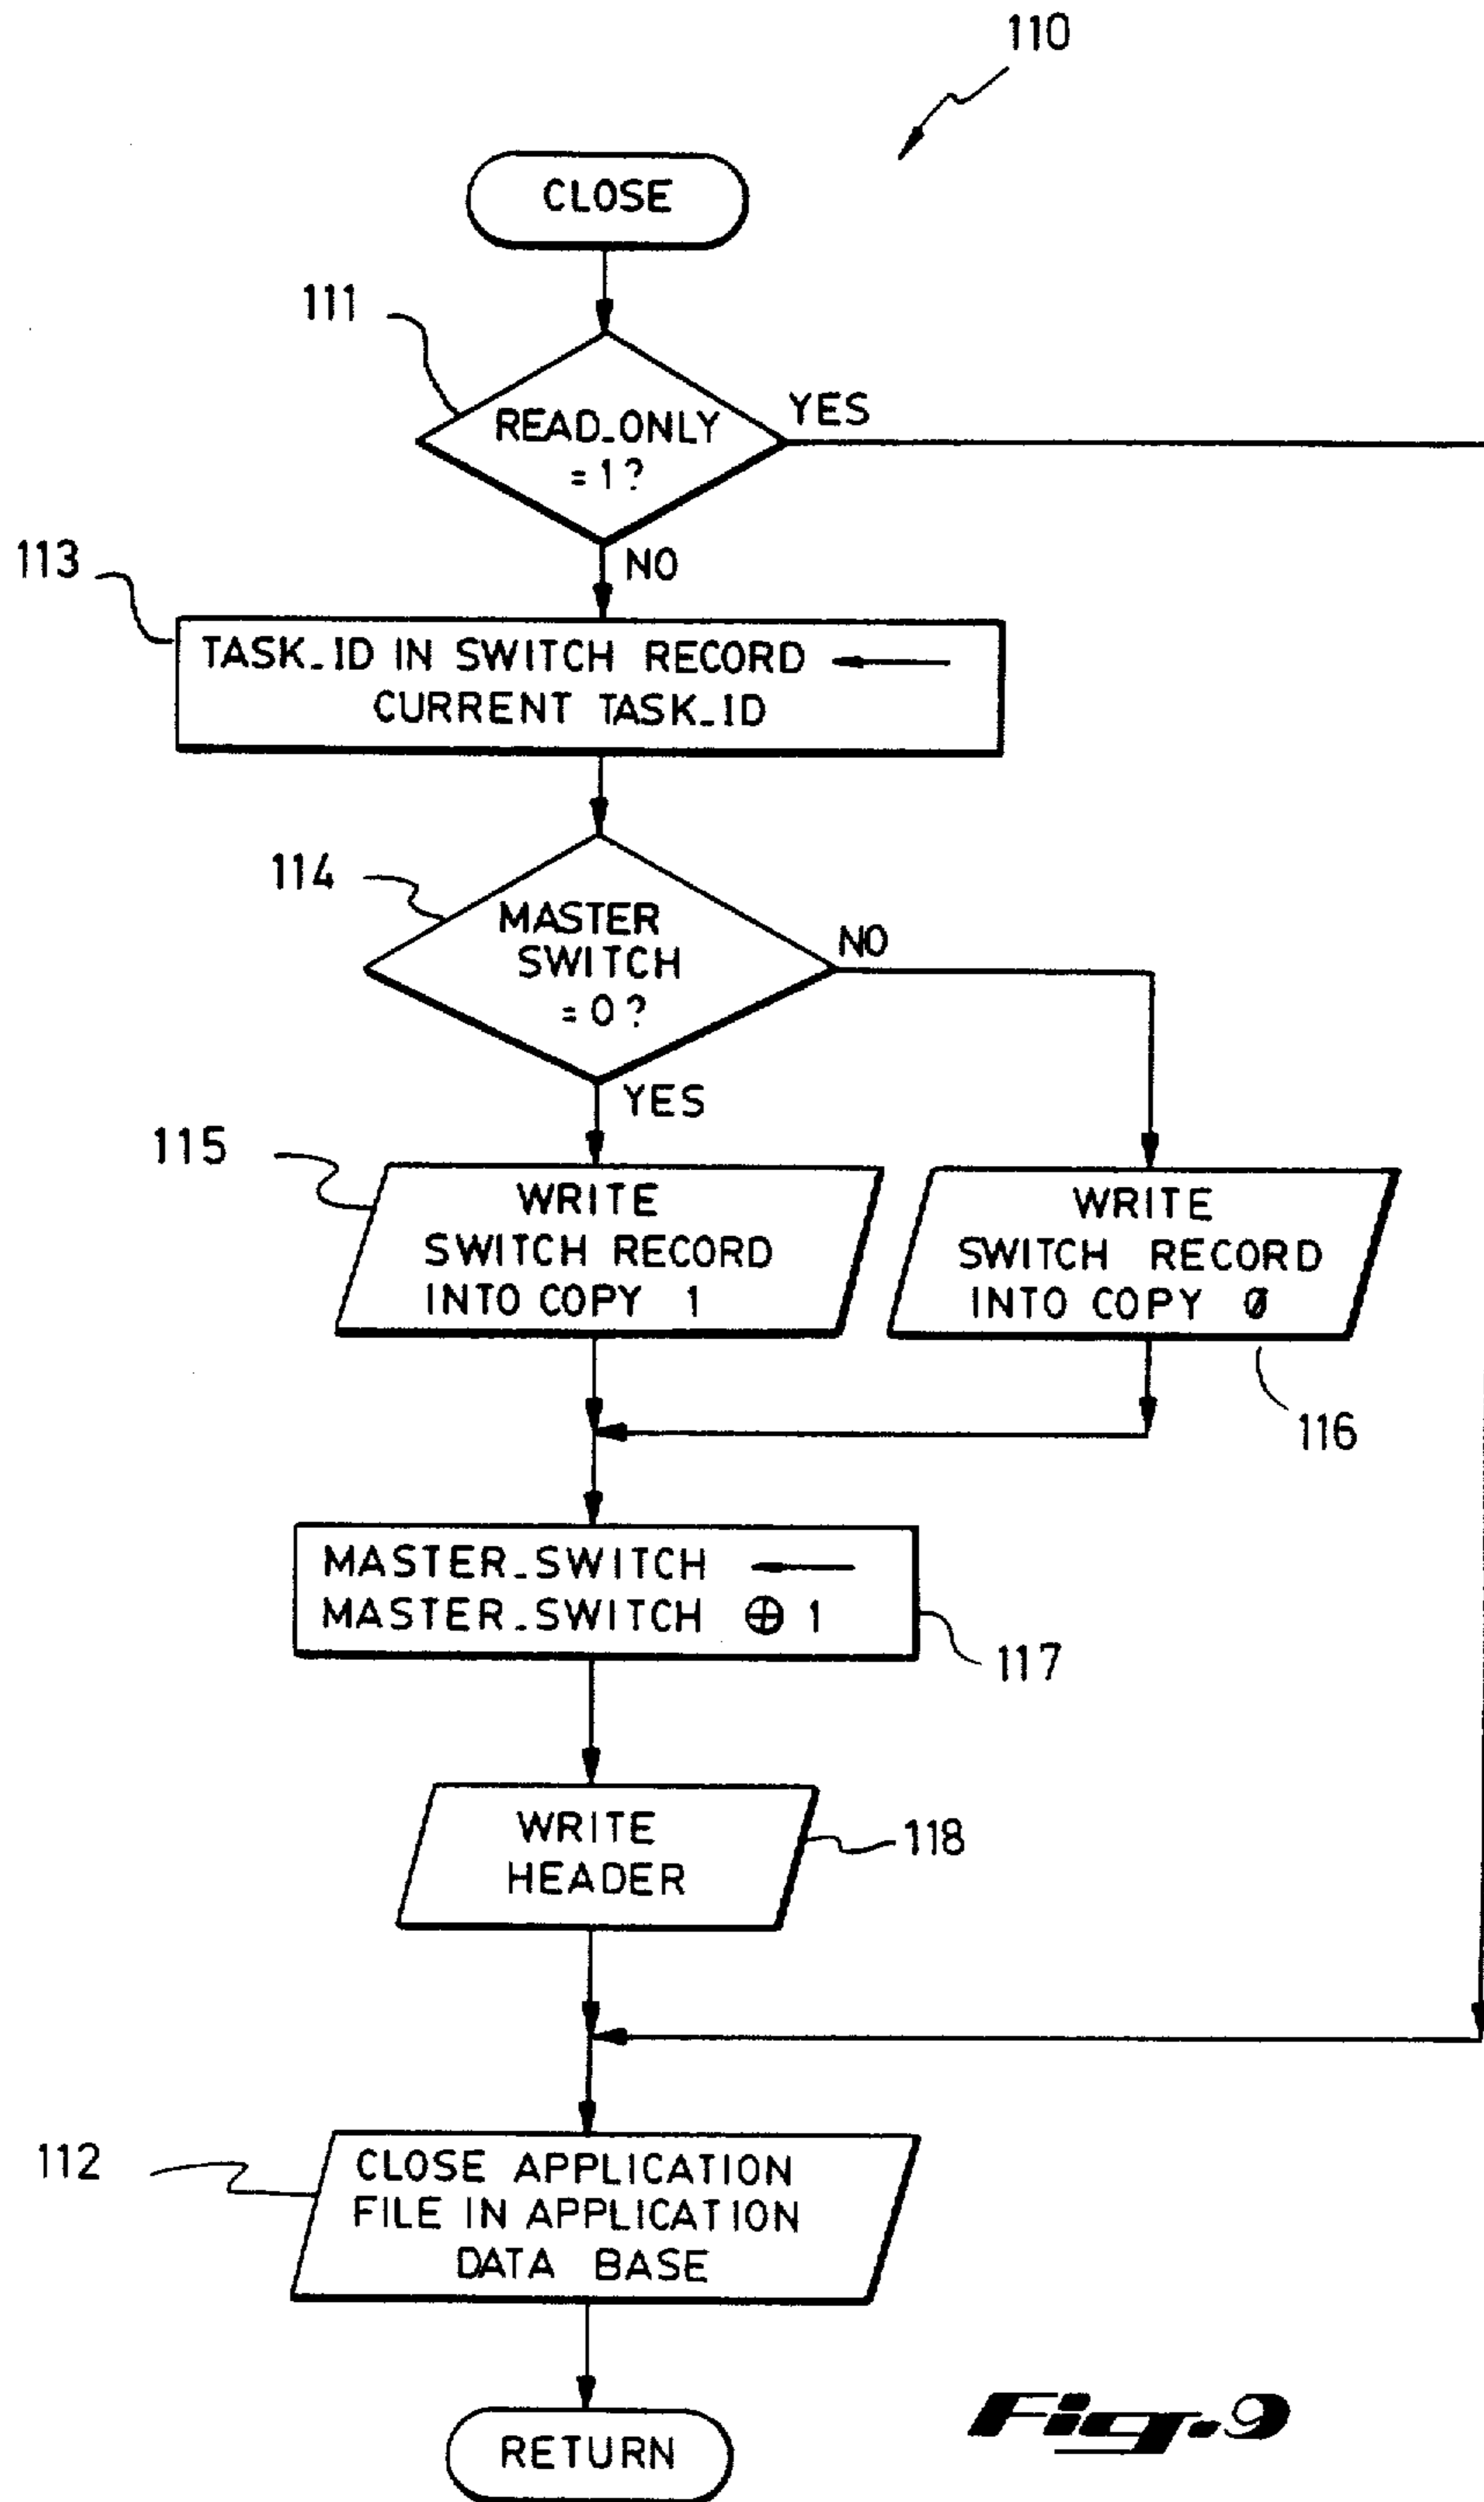 110
CLOSE
111
READ_ONLY
= 1 ?
YES
NO
113
TASK_ID IN SWITCH RECORD ←
CURRENT TASK_ID
114
MASTER
SWITCH
= 0 ?
NO
YES
115
WRITE
SWITCH RECORD
INTO COPY 1
WRITE
SWITCH RECORD
INTO COPY 0
116
MASTER_SWITCH ←
MASTER_SWITCH ⊕ 1
117
WRITE
HEADER
118
112
CLOSE APPLICATION
FILE IN APPLICATION
DATA BASE
RETURN
Fig. 9